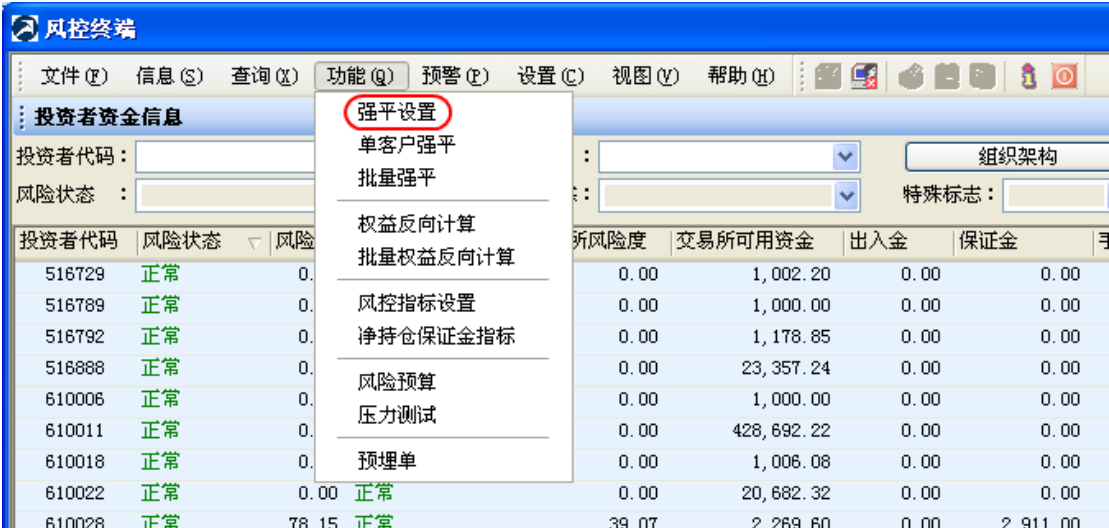 风控终端
文件(F) 信息(S) 查询(X) 功能(Q) 预警(P) 设置(C) 视图(V) 帮助(H)
投资者资金信息
强平设置
单客户强平
批量强平
权益反向计算
批量权益反向计算
风控指标设置
净持仓保证金指标
风险预算
压力测试
预埋单
投资者代码: : 组织架构
风险状态 : : 特殊标志:
投资者代码 风险状态 风险 所风险度 交易所可用资金 出入金 保证金
516729 正常 0. 0.00 1,002.20 0.00 0.00
516789 正常 0. 0.00 1,000.00 0.00 0.00
516792 正常 0. 0.00 1,178.85 0.00 0.00
516888 正常 0. 0.00 23,357.24 0.00 0.00
610006 正常 0. 0.00 1,000.00 0.00 0.00
610011 正常 0. 0.00 428,692.22 0.00 0.00
610018 正常 0. 0.00 1,006.08 0.00 0.00
610022 正常 0.00 正常 0.00 20,682.32 0.00 0.00
610028 正常 78.15 正常 39.07 2,269.60 0.00 2,911.00